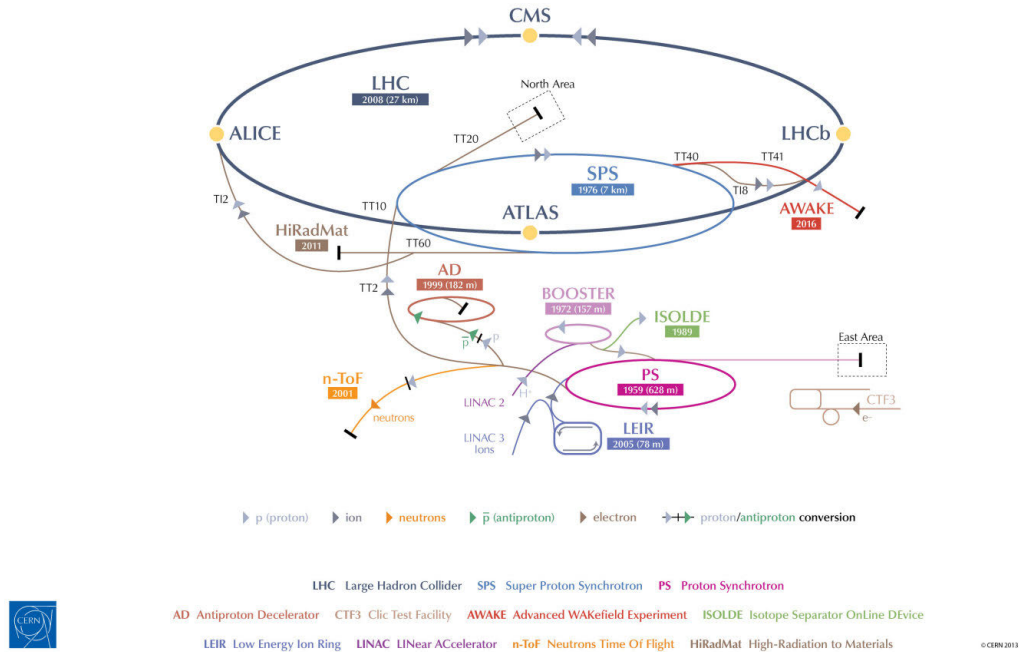 CMS
LHC
2008 (27 km)
North Area
ALICE
LHCb
TT20
TT40
TT41
SPS
1976 (7 km)
TI8
TI2
TT10
ATLAS
AWAKE
2016
HiRadMat
2011
TT60
AD
1999 (182 m)
TT2
BOOSTER
1972 (157 m)
ISOLDE
1989
p̅
p
East Area
n-ToF
2001
PS
1959 (628 m)
H⁻
LINAC 2
neutrons
CTF3
e-
LINAC 3
Ions
LEIR
2005 (78 m)
p (proton)
ion
neutrons
p̅ (antiproton)
electron
proton/antiproton conversion
LHC Large Hadron Collider SPS Super Proton Synchrotron PS Proton Synchrotron
AD Antiproton Decelerator CTF3 Clic Test Facility AWAKE Advanced WAKefield Experiment ISOLDE Isotope Separator OnLine DEvice
LEIR Low Energy Ion Ring LINAC LINear ACcelerator n-ToF Neutrons Time Of Flight HiRadMat High-Radiation to Materials
CERN
© CERN 2013